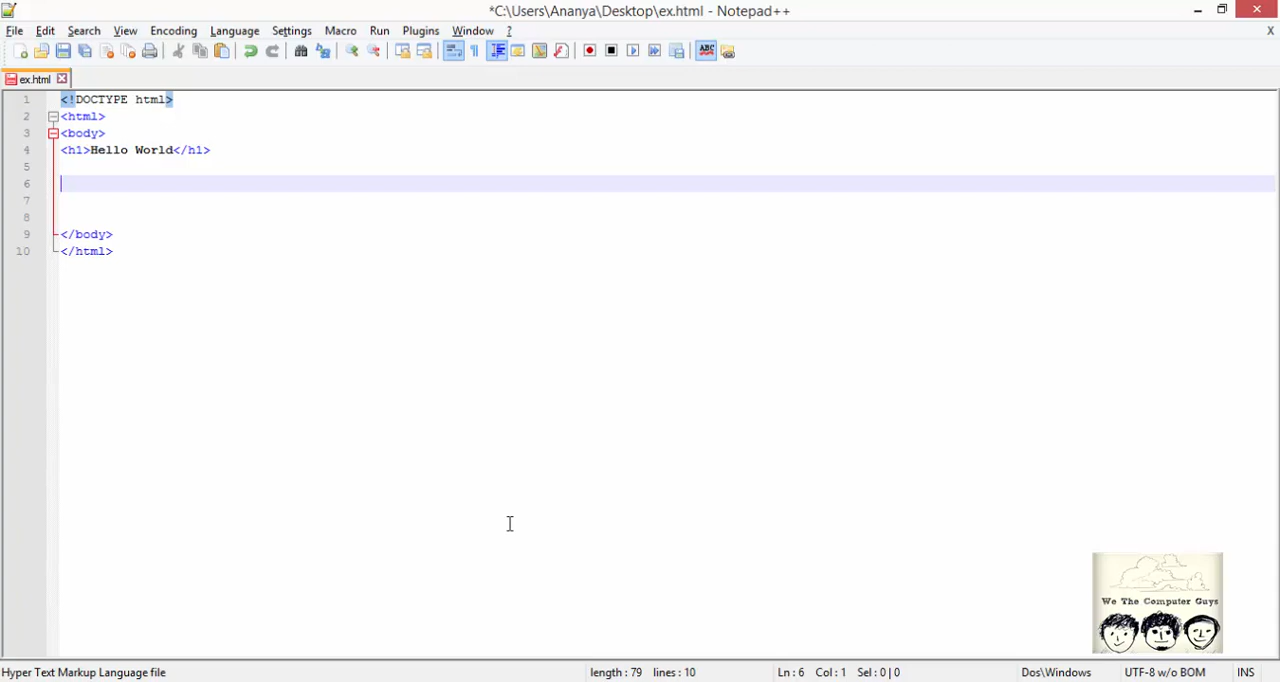 *C:\Users\Ananya\Desktop\ex.html - Notepad++
File Edit Search View Encoding Language Settings Macro Run Plugins Window ? X
ABC
ex.html
1 <!DOCTYPE html>
2 <html>
3 <body>
4 <h1>Hello World</h1>
5
6
7
8
9 </body>
10 </html>
We The Computer Guys
Hyper Text Markup Language file length : 79 lines : 10 Ln : 6 Col : 1 Sel : 0 | 0 Dos\Windows UTF-8 w/o BOM INS